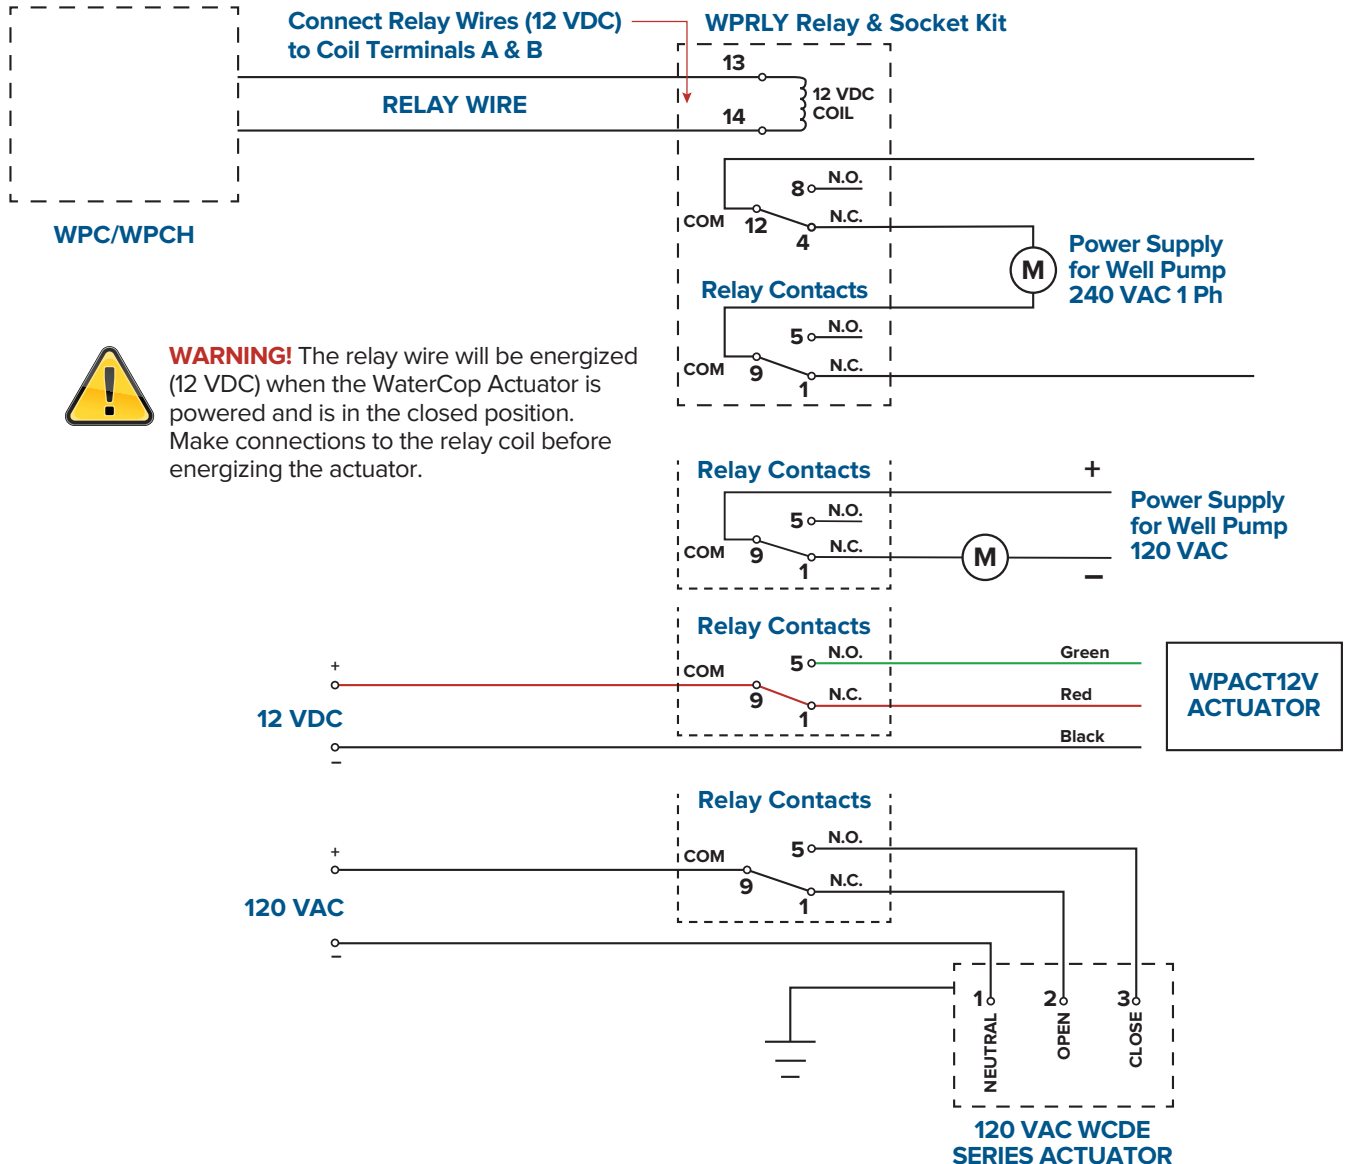 Connect Relay Wires (12 VDC)
to Coil Terminals A & B
WPRLY Relay & Socket Kit
13
12 VDC
COIL
RELAY WIRE
14
WPC/WPCH
8
N.O.
COM
12
N.C.
4
M
Power Supply
for Well Pump
240 VAC 1 Ph
Relay Contacts
5
N.O.
COM
9
N.C.
1
WARNING! The relay wire will be energized
(12 VDC) when the WaterCop Actuator is
powered and is in the closed position.
Make connections to the relay coil before
energizing the actuator.
Relay Contacts
+
5
N.O.
COM
9
N.C.
1
M
–
Power Supply
for Well Pump
120 VAC
Relay Contacts
5
N.O.
Green
COM
+
9
N.C.
Red
1
12 VDC
–
Black
WPACT12V
ACTUATOR
Relay Contacts
5
N.O.
COM
+
9
N.C.
1
120 VAC
–
1
2
3
NEUTRAL
OPEN
CLOSE
120 VAC WCDE
SERIES ACTUATOR